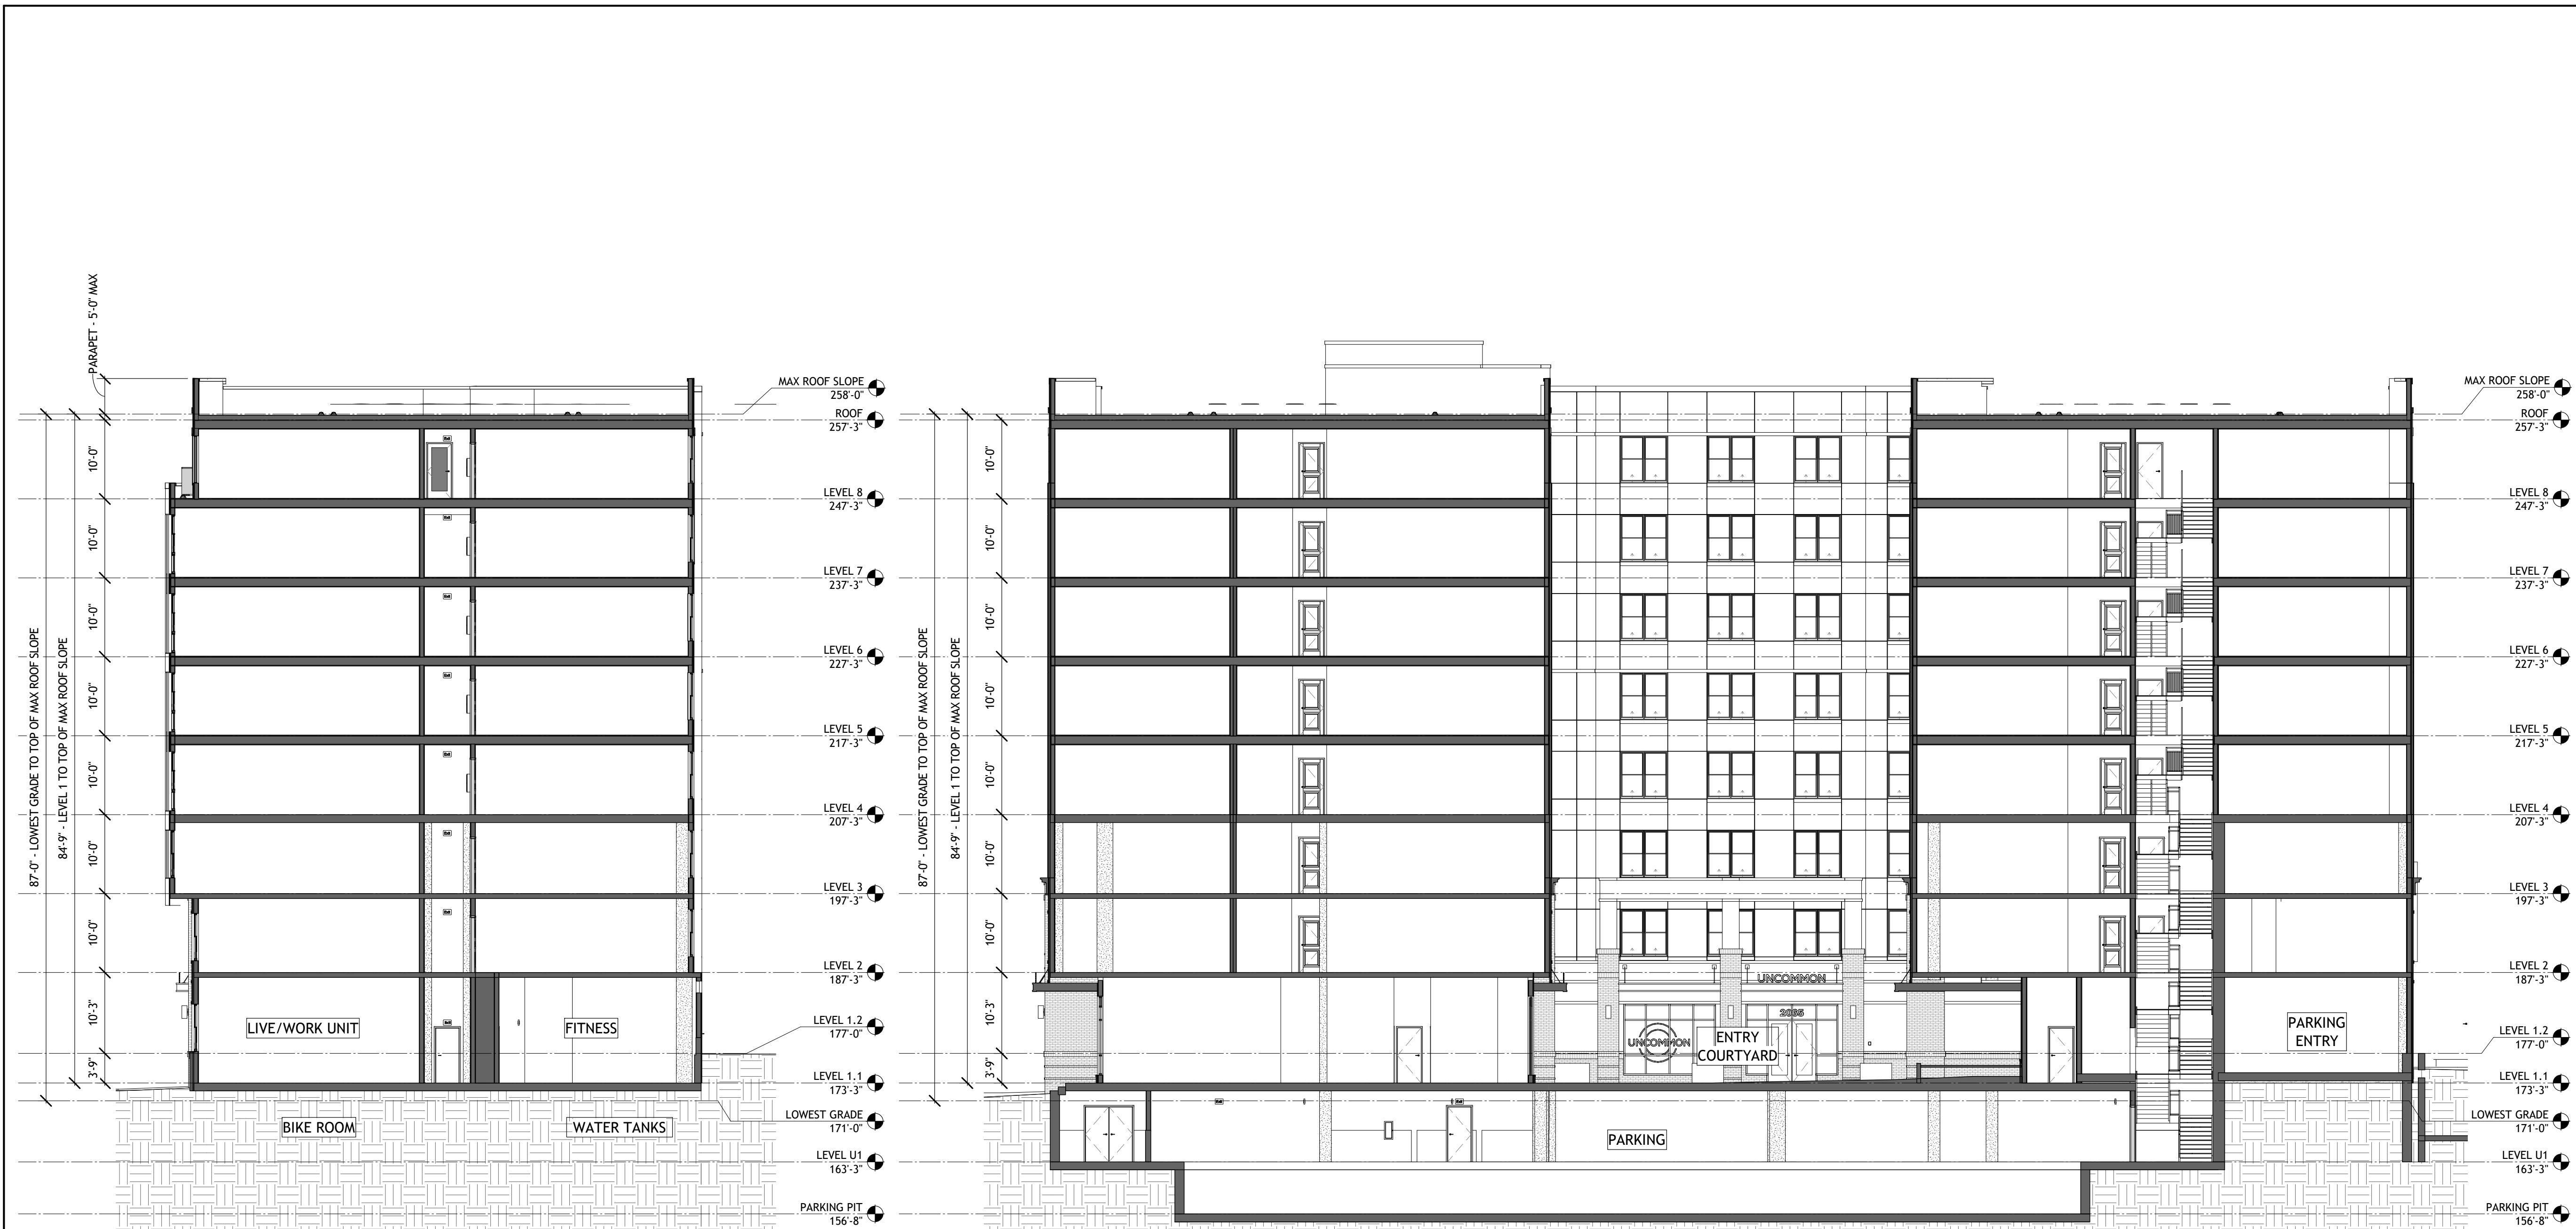 PARAPET - 5'-0" MAX
87'-0" - LOWEST GRADE TO TOP OF MAX ROOF SLOPE
84'-9" - LEVEL 1 TO TOP OF MAX ROOF SLOPE
10'-0"
10'-0"
10'-0"
10'-0"
10'-0"
10'-0"
10'-0"
10'-3"
3'-9"
LIVE/WORK UNIT
FITNESS
BIKE ROOM
WATER TANKS
MAX ROOF SLOPE
258'-0"
ROOF
257'-3"
LEVEL 8
247'-3"
LEVEL 7
237'-3"
LEVEL 6
227'-3"
LEVEL 5
217'-3"
LEVEL 4
207'-3"
LEVEL 3
197'-3"
LEVEL 2
187'-3"
LEVEL 1.2
177'-0"
LEVEL 1.1
173'-3"
LOWEST GRADE
171'-0"
LEVEL U1
163'-3"
PARKING PIT
156'-8"
87'-0" - LOWEST GRADE TO TOP OF MAX ROOF SLOPE
84'-9" - LEVEL 1 TO TOP OF MAX ROOF SLOPE
10'-0"
10'-0"
10'-0"
10'-0"
10'-0"
10'-0"
10'-0"
10'-3"
3'-9"
UNCOMMON
2085
UNCOMMON
ENTRY
COURTYARD
PARKING
PARKING
ENTRY
MAX ROOF SLOPE
258'-0"
ROOF
257'-3"
LEVEL 8
247'-3"
LEVEL 7
237'-3"
LEVEL 6
227'-3"
LEVEL 5
217'-3"
LEVEL 4
207'-3"
LEVEL 3
197'-3"
LEVEL 2
187'-3"
LEVEL 1.2
177'-0"
LEVEL 1.1
173'-3"
LOWEST GRADE
171'-0"
LEVEL U1
163'-3"
PARKING PIT
156'-8"